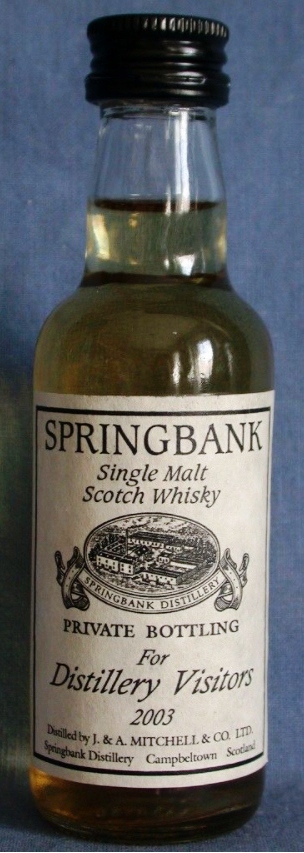 SPRINGBANK
Single Malt
Scotch Whisky
SPRINGBANK DISTILLERY
PRIVATE BOTTLING
For
Distillery Visitors
2003
Distilled by J. & A. MITCHELL & CO. LTD.
Springbank Distillery Campbeltown Scotland